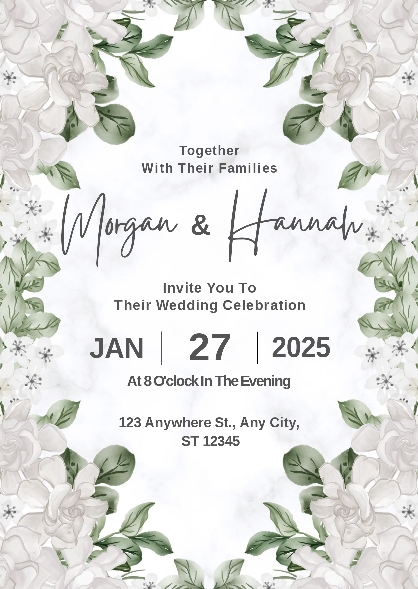 Together
With Their Families
Morgan & Hannah
Invite You To
Their Wedding Celebration
JAN 27 2025
At 8 O'clock In The Evening
123 Anywhere St., Any City,
ST 12345